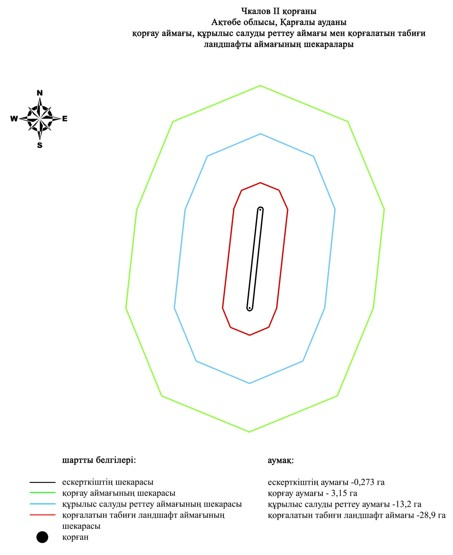 Чкалов II қорғаны
Ақтөбе облысы, Қарғалы ауданы
қорғау аймағы, құрылыс салуды реттеу аймағы мен қорғалатын табиғи
ландшафты аймағының шекаралары
N
W E
S
шартты белгілері:
аумақ:
ескерткіштің шекарасы
ескерткіштің аумағы -0,273 га
қорғау аймағының шекарасы
қорғау аумағы - 3,15 га
құрылыс салуды реттеу аймағының шекарасы
құрылыс салуды реттеу аумағы -13,2 га
қорғалатын табиғи ландшафт аймағының
қорғалатын табиғи ландшафт аймағы -28,9 га
шекарасы
қорған